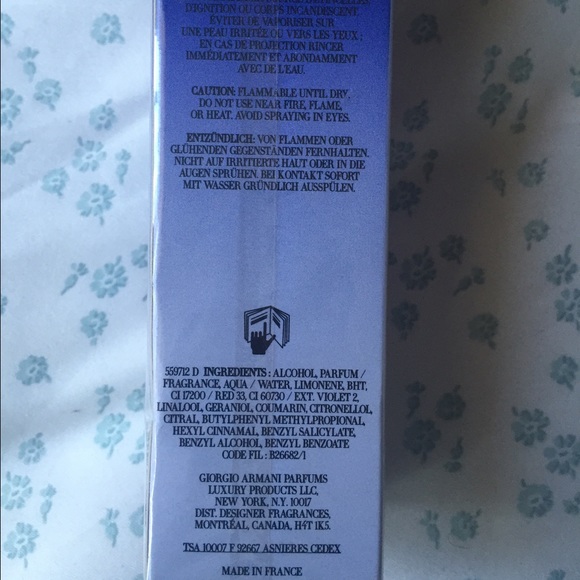 D'IGNITION OU CORPS INCANDESCENT.
EVITER DE VAPORISER SUR
UNE PEAU IRRITÉE OU VERS LES YEUX ;
EN CAS DE PROJECTION RINCER
IMMÉDIATEMENT ET ABONDAMMENT
AVEC DE L'EAU.
CAUTION: FLAMMABLE UNTIL DRY.
DO NOT USE NEAR FIRE, FLAME,
OR HEAT. AVOID SPRAYING IN EYES.
ENTZÜNDLICH: VON FLAMMEN ODER
GLÜHENDEN GEGENSTÄNDEN FERNHALTEN.
NICHT AUF IRRITIERTE HAUT ODER IN DIE
AUGEN SPRÜHEN. BEI KONTAKT SOFORT
MIT WASSER GRÜNDLICH AUSSPÜLEN.
559712 D INGREDIENTS : ALCOHOL, PARFUM /
FRAGRANCE, AQUA / WATER, LIMONENE, BHT,
CI 17200 / RED 33, CI 60730 / EXT. VIOLET 2,
LINALOOL, GERANIOL, COUMARIN, CITRONELLOL,
CITRAL, BUTYLPHENYL METHYLPROPIONAL,
HEXYL CINNAMAL, BENZYL SALICYLATE,
BENZYL ALCOHOL, BENZYL BENZOATE
CODE FIL : B26682/1
GIORGIO ARMANI PARFUMS
LUXURY PRODUCTS LLC,
NEW YORK, N.Y. 10017
DIST. DESIGNER FRAGRANCES,
MONTRÉAL, CANADA, H4T 1K5.
TSA 10007 F 92667 ASNIERES CEDEX
MADE IN FRANCE